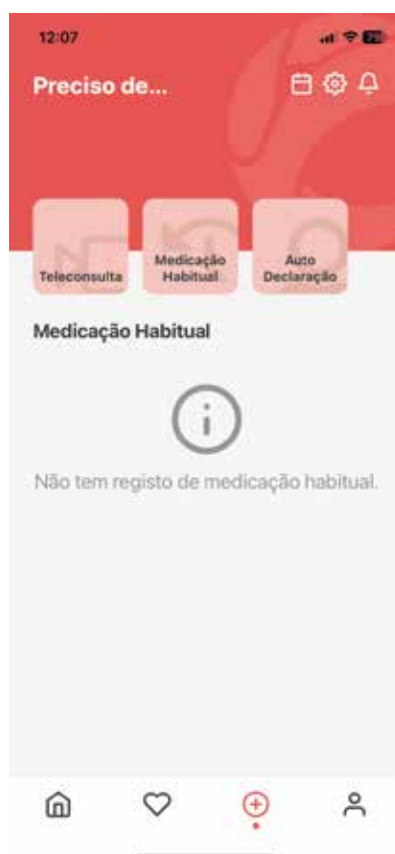 12:07
Preciso de...
Teleconsulta
Medicação
Habitual
Auto
Declaração
Medicação Habitual
Não tem registo de medicação habitual.